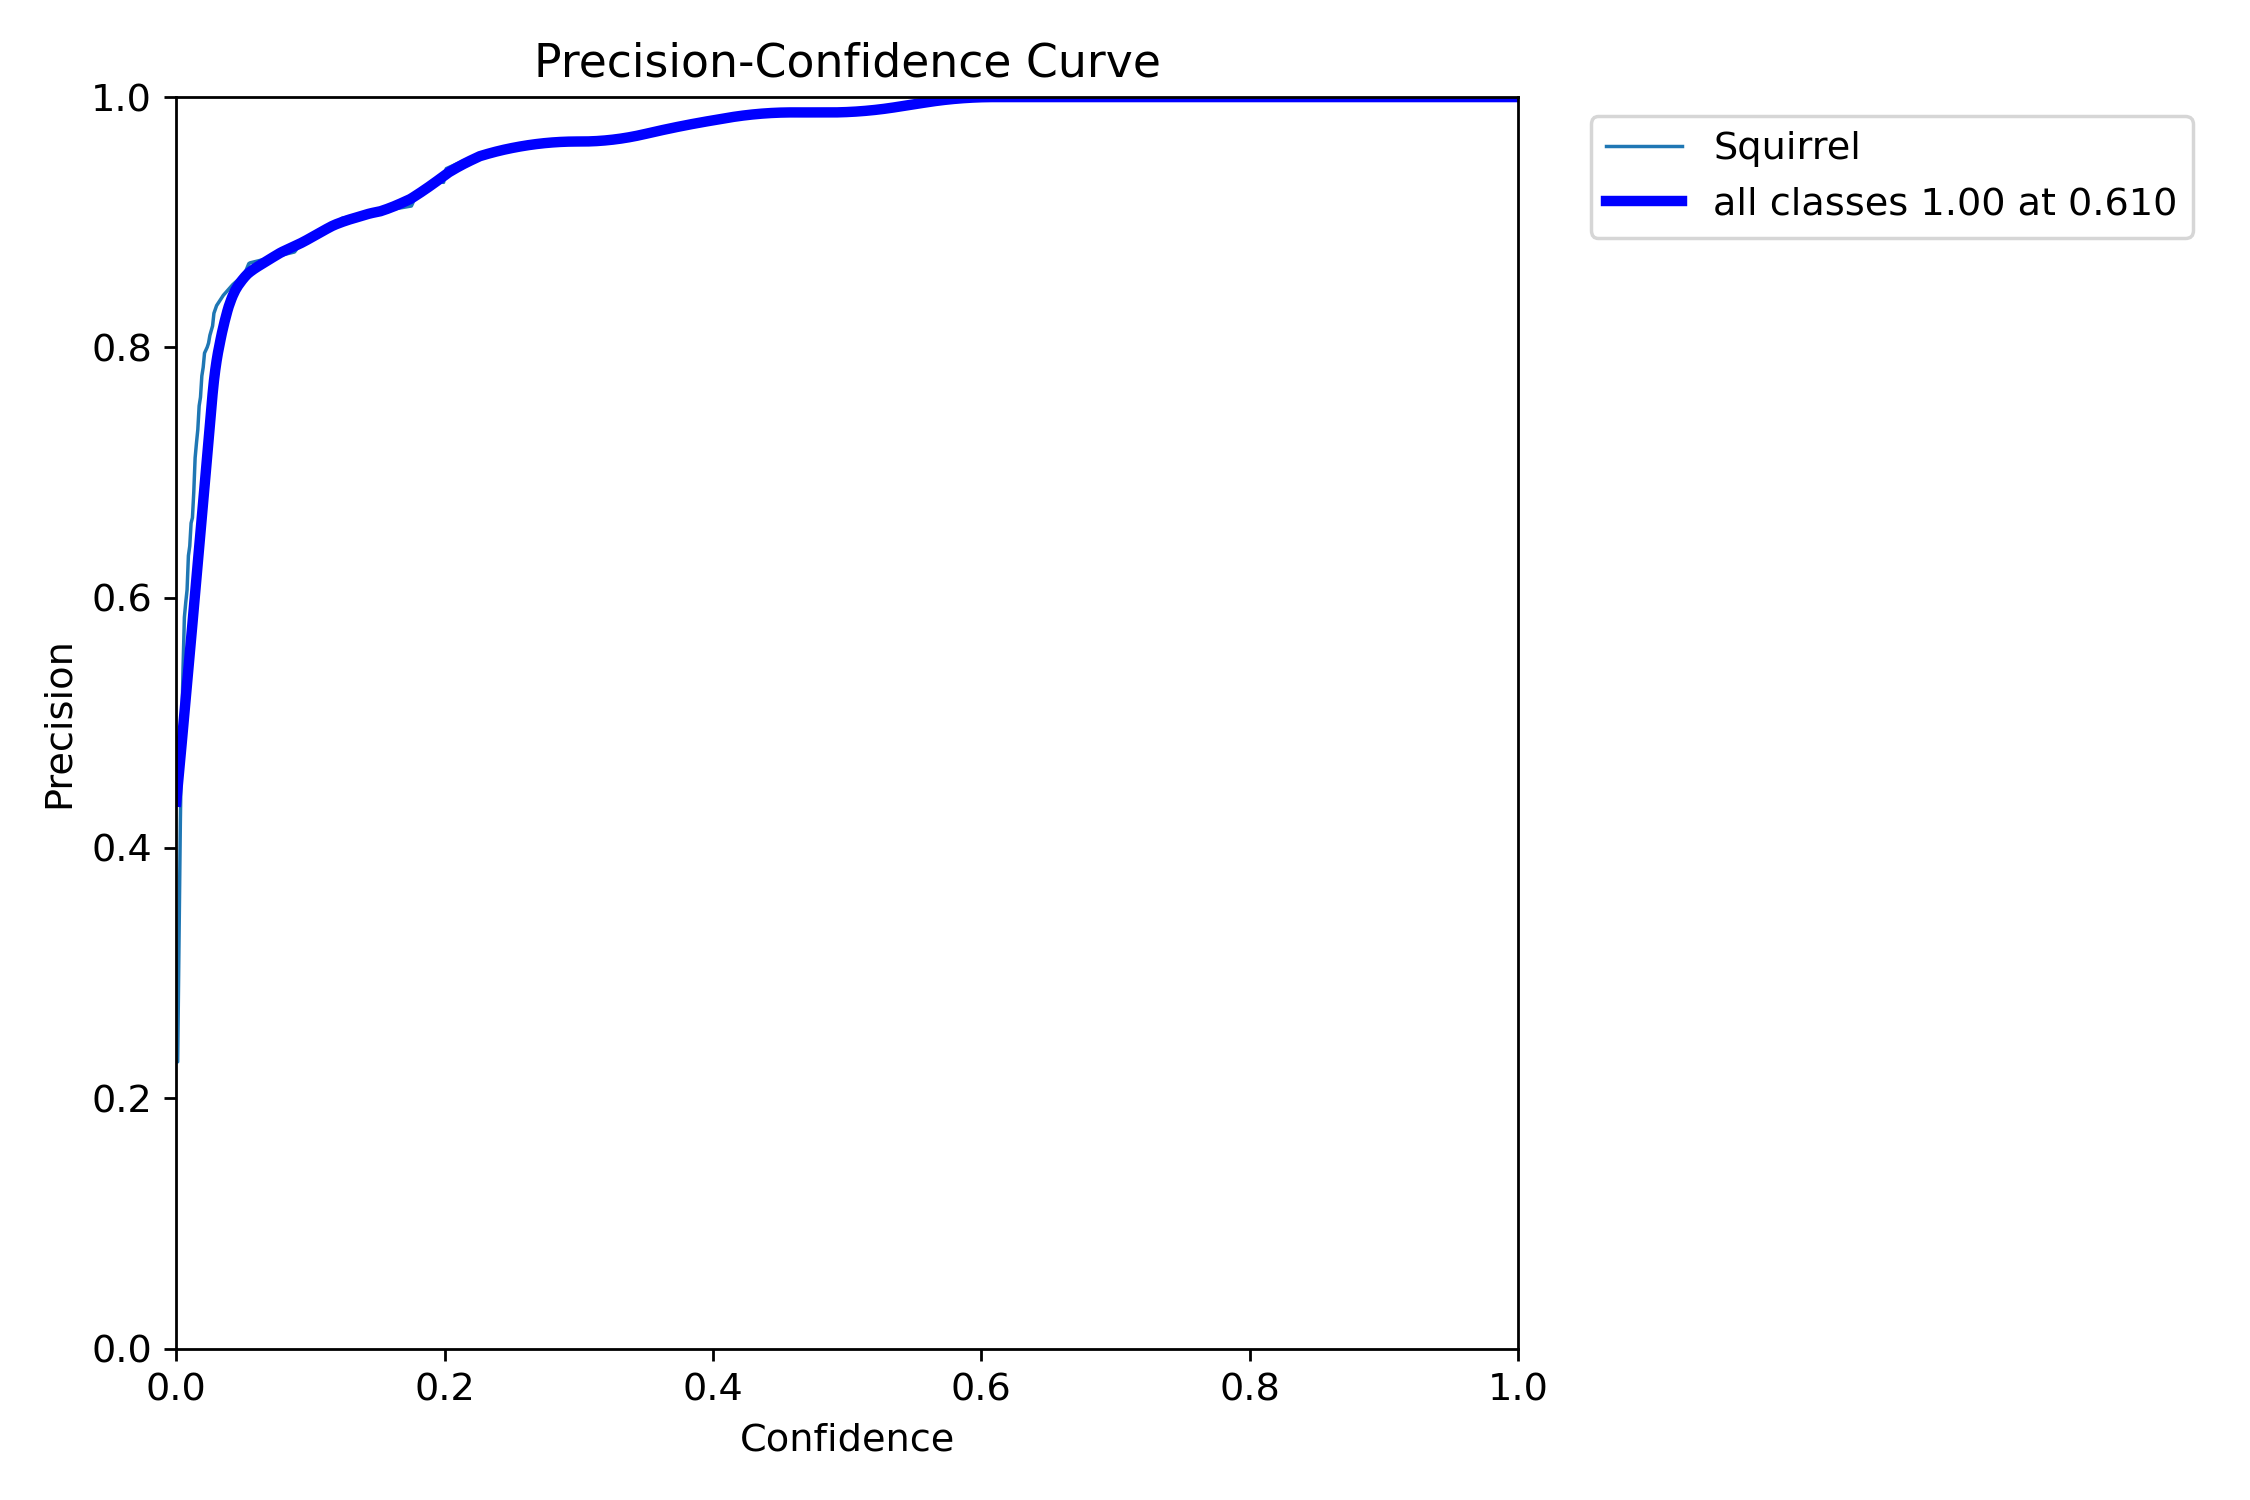 Precision-Confidence Curve
1.0
0.8
0.6
0.4
0.2
0.0
Precision
0.0 0.2 0.4 0.6 0.8 1.0
Confidence
Squirrel
all classes 1.00 at 0.610